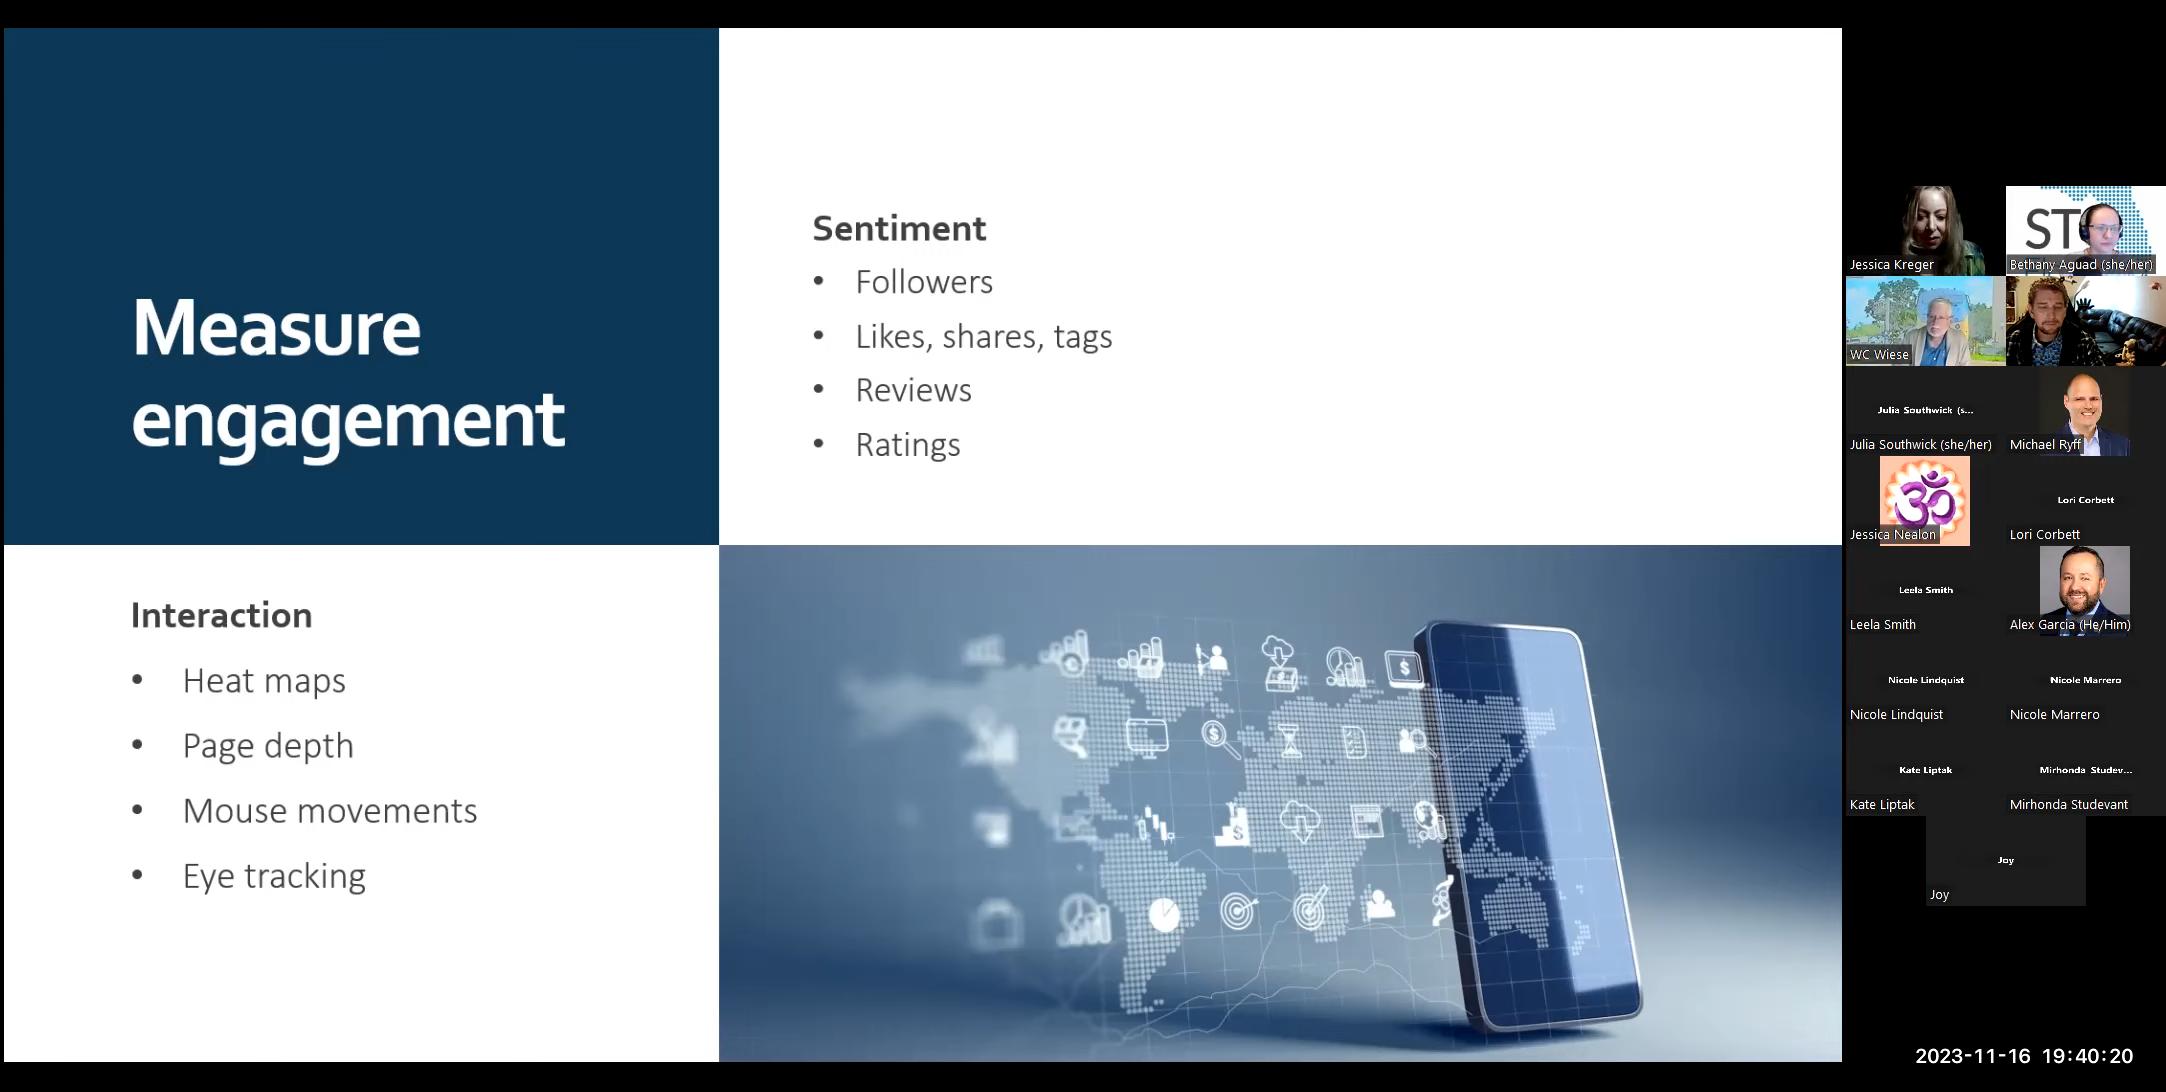 Measure
engagement
Sentiment
• Followers
• Likes, shares, tags
• Reviews
• Ratings
Interaction
• Heat maps
• Page depth
• Mouse movements
• Eye tracking
Jessica Kreger
ST
Bethany Aguad (she/her)
WC Wiese
Julia Southwick (s...
Julia Southwick (she/her)
Michael Ryff
Jessica Nealon
ॐ
Lori Corbett
Lori Corbett
Leela Smith
Leela Smith
Alex Garcia (He/Him)
Nicole Lindquist
Nicole Lindquist
Nicole Marrero
Nicole Marrero
Kate Liptak
Kate Liptak
Mirhonda Studev...
Mirhonda Studevant
Joy
Joy
2023-11-16 19:40:20